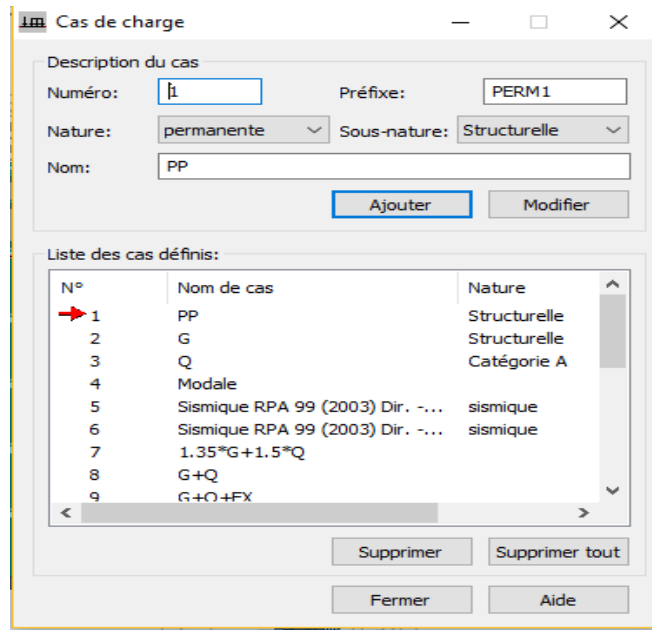 Cas de charge
Description du cas
Numéro: 1 Préfixe: PERM1
Nature: permanente Sous-nature: Structurelle
Nom: PP
Ajouter Modifier
Liste des cas définis:
N° Nom de cas Nature
1 PP Structurelle
2 G Structurelle
3 Q Catégorie A
4 Modale
5 Sismique RPA 99 (2003) Dir. -... sismique
6 Sismique RPA 99 (2003) Dir. -... sismique
7 1.35*G+1.5*Q
8 G+Q
9 G+Q+EX
Supprimer Supprimer tout
Fermer Aide